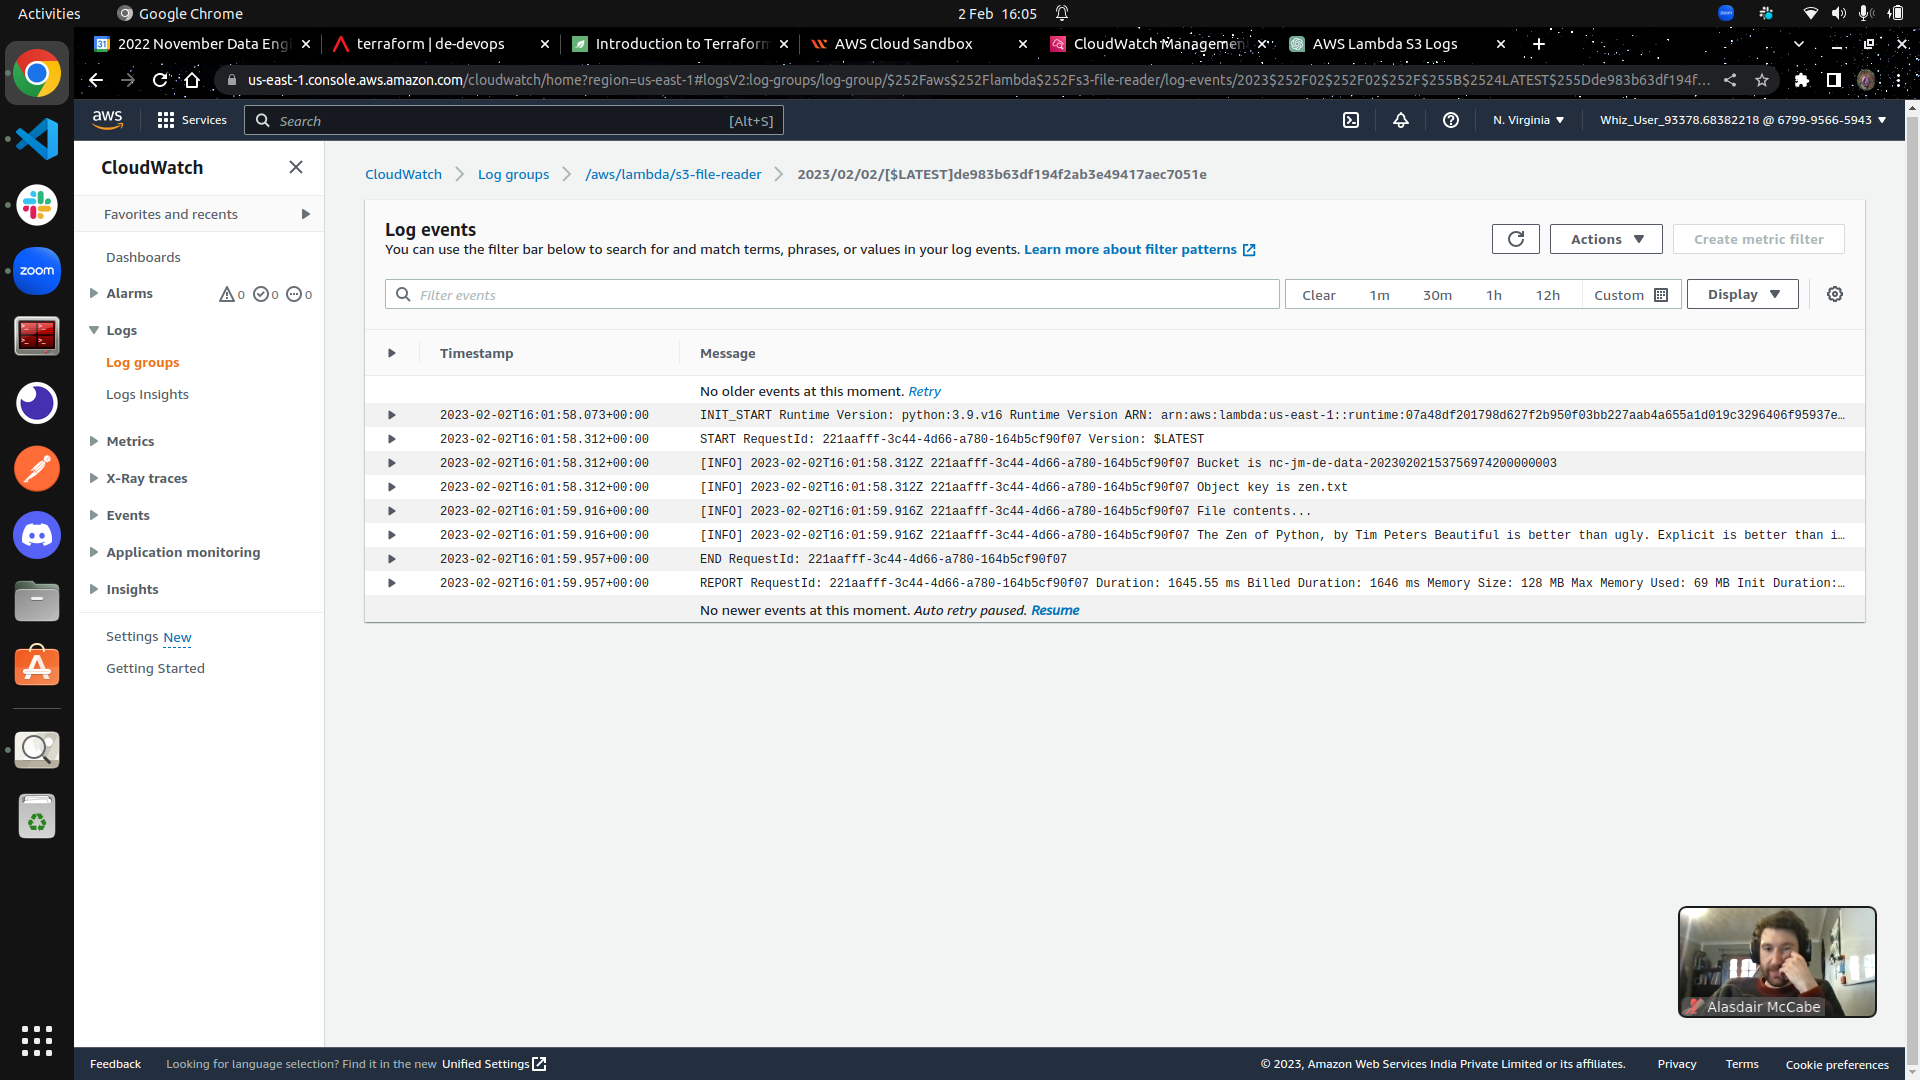 Activities
Google Chrome
2 Feb 16:05
zoom
2022 November Data Eng
terraform | de-devops
Introduction to Terraform
AWS Cloud Sandbox
CloudWatch Management
AWS Lambda S3 Logs
us-east-1.console.aws.amazon.com/cloudwatch/home?region=us-east-1#logsV2:log-groups/log-group/$252Faws$252Flambda$252Fs3-file-reader/log-events/2023$252F02$252F02$252F$255B$2524LATEST$255Dde983b63df194f...
aws
Services
Search
[Alt+S]
N. Virginia
Whiz_User_93378.68382218 @ 6799-9566-5943
CloudWatch
Favorites and recents
Dashboards
Alarms
0
0
0
Logs
Log groups
Logs Insights
Metrics
X-Ray traces
Events
Application monitoring
Insights
Settings New
Getting Started
zoom
CloudWatch
Log groups
/aws/lambda/s3-file-reader
2023/02/02/[$LATEST]de983b63df194f2ab3e49417aec7051e
Log events
You can use the filter bar below to search for and match terms, phrases, or values in your log events. Learn more about filter patterns
Actions
Create metric filter
Filter events
Clear
1m
30m
1h
12h
Custom
Display
Timestamp
Message
No older events at this moment. Retry
2023-02-02T16:01:58.073+00:00 INIT_START Runtime Version: python:3.9.v16 Runtime Version ARN: arn:aws:lambda:us-east-1::runtime:07a48df201798d627f2b950f03bb227aab4a655a1d019c3296406f95937e…
2023-02-02T16:01:58.312+00:00 START RequestId: 221aafff-3c44-4d66-a780-164b5cf90f07 Version: $LATEST
2023-02-02T16:01:58.312+00:00 [INFO] 2023-02-02T16:01:58.312Z 221aafff-3c44-4d66-a780-164b5cf90f07 Bucket is nc-jm-de-data-20230202153756974200000003
2023-02-02T16:01:58.312+00:00 [INFO] 2023-02-02T16:01:58.312Z 221aafff-3c44-4d66-a780-164b5cf90f07 Object key is zen.txt
2023-02-02T16:01:59.916+00:00 [INFO] 2023-02-02T16:01:59.916Z 221aafff-3c44-4d66-a780-164b5cf90f07 File contents...
2023-02-02T16:01:59.916+00:00 [INFO] 2023-02-02T16:01:59.916Z 221aafff-3c44-4d66-a780-164b5cf90f07 The Zen of Python, by Tim Peters Beautiful is better than ugly. Explicit is better than i…
2023-02-02T16:01:59.957+00:00 END RequestId: 221aafff-3c44-4d66-a780-164b5cf90f07
2023-02-02T16:01:59.957+00:00 REPORT RequestId: 221aafff-3c44-4d66-a780-164b5cf90f07 Duration: 1645.55 ms Billed Duration: 1646 ms Memory Size: 128 MB Max Memory Used: 69 MB Init Duration:…
No newer events at this moment. Auto retry paused. Resume
Alasdair McCabe
Feedback
Looking for language selection? Find it in the new Unified Settings
© 2023, Amazon Web Services India Private Limited or its affiliates.
Privacy
Terms
Cookie preferences